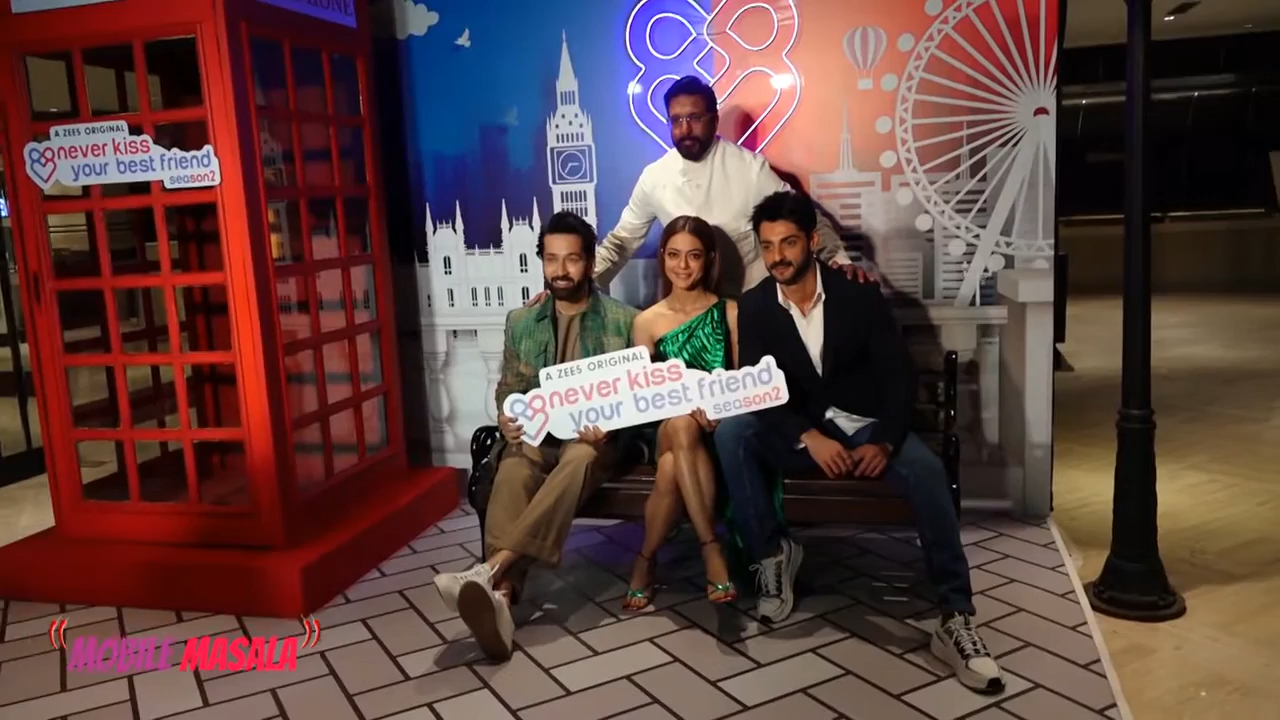 A ZEE5 ORIGINAL
never kiss
your best friend
season2
A ZEE5 ORIGINAL
never kiss
your best friend
season2
"MOBILE MASALA"